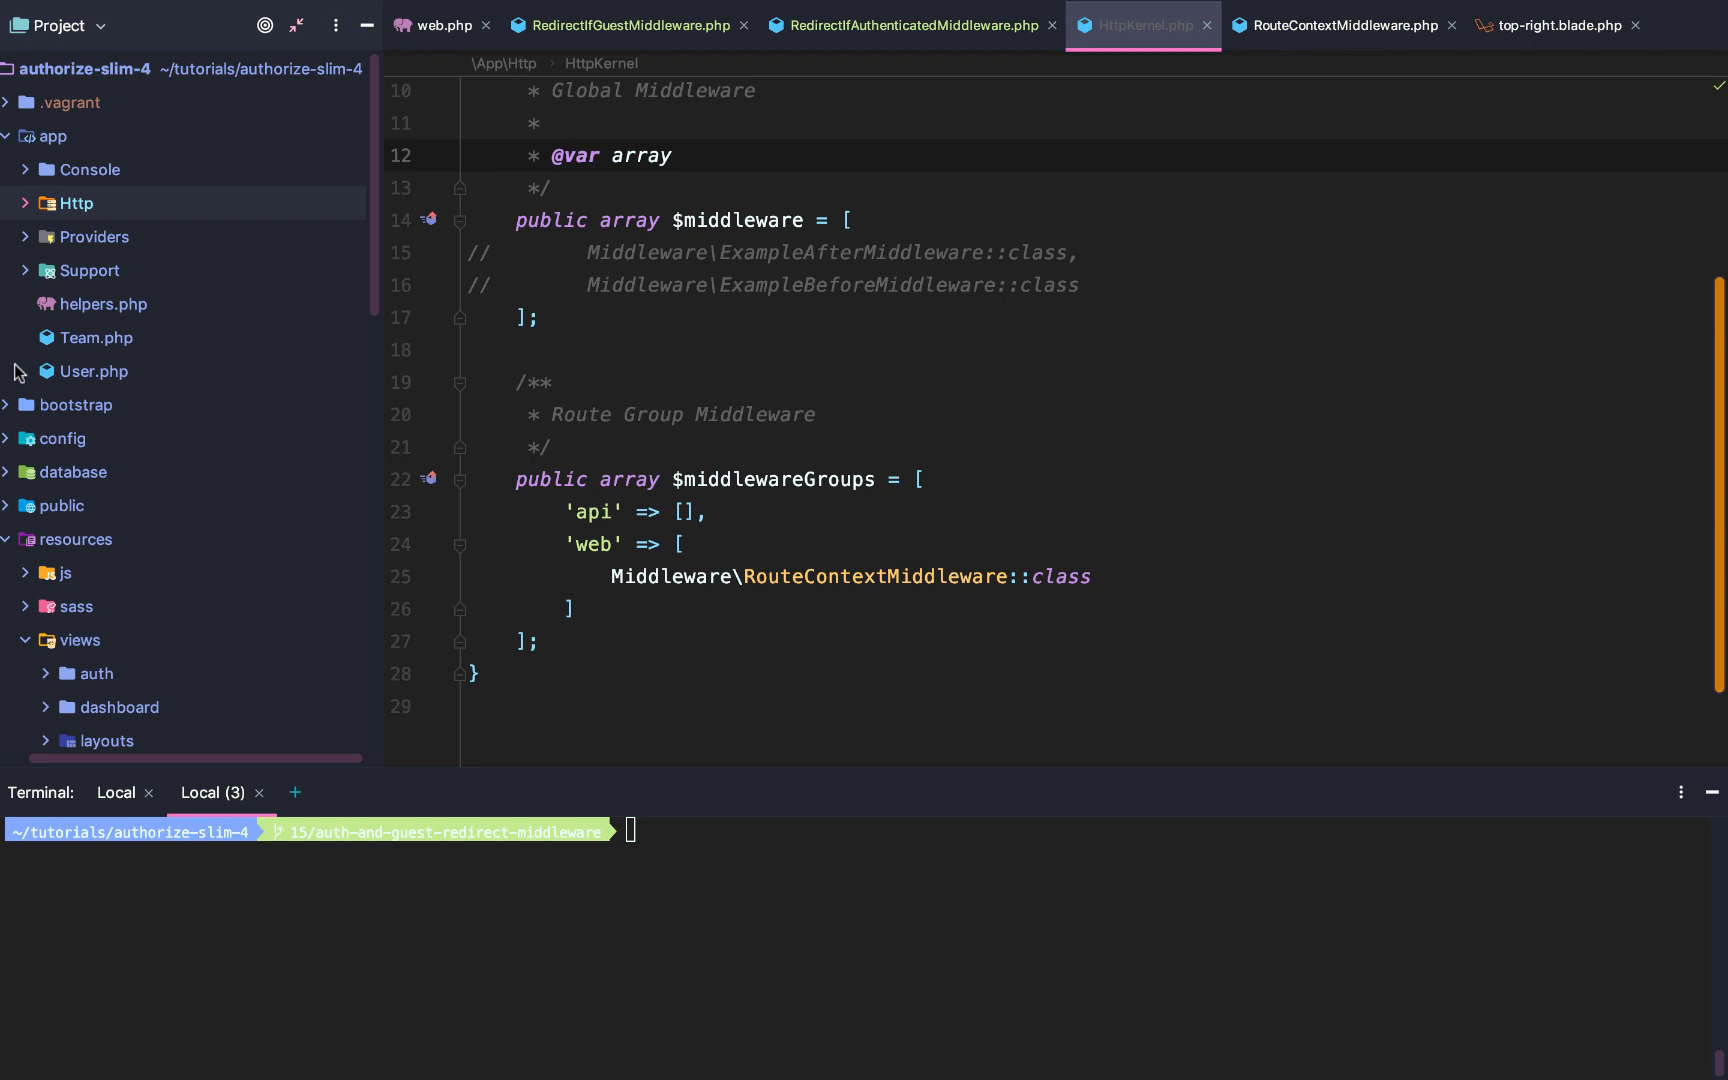 Project
web.php
RedirectIfGuestMiddleware.php
RedirectIfAuthenticatedMiddleware.php
HttpKernel.php
RouteContextMiddleware.php
top-right.blade.php
authorize-slim-4 ~/tutorials/authorize-slim-4
.vagrant
app
Console
Http
Providers
Support
helpers.php
Team.php
User.php
bootstrap
config
database
public
resources
js
sass
views
auth
dashboard
layouts
\App\Http › HttpKernel
10 * Global Middleware
11 *
12 * @var array
13 */
14 public array $middleware = [
15 // Middleware\ExampleAfterMiddleware::class,
16 // Middleware\ExampleBeforeMiddleware::class
17 ];
18
19 /**
20 * Route Group Middleware
21 */
22 public array $middlewareGroups = [
23 'api' => [],
24 'web' => [
25 Middleware\RouteContextMiddleware::class
26 ]
27 ];
28 }
29
Terminal: Local Local (3) +
~/tutorials/authorize-slim-4 15/auth-and-guest-redirect-middleware